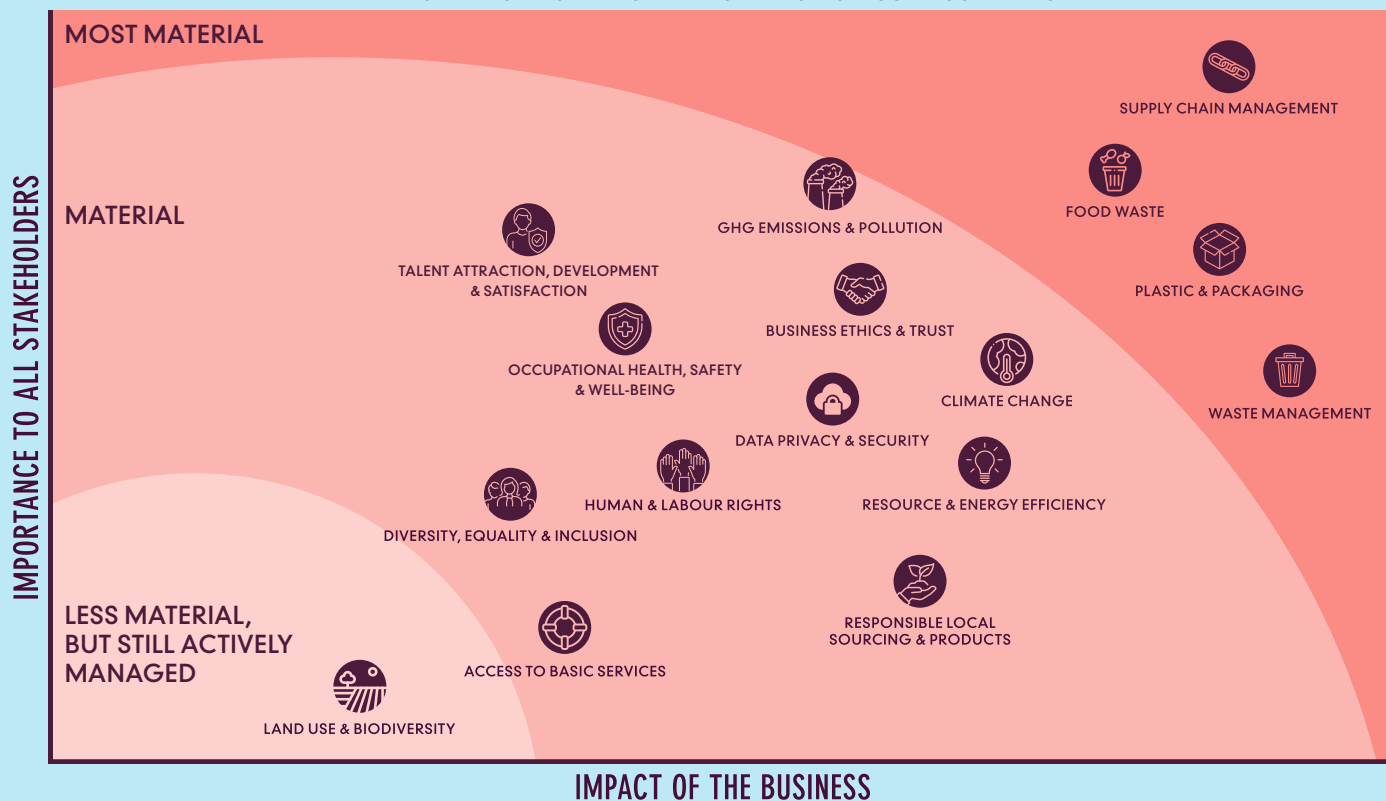 MOST MATERIAL
SUPPLY CHAIN MANAGEMENT
FOOD WASTE
MATERIAL
GHG EMISSIONS & POLLUTION
TALENT ATTRACTION, DEVELOPMENT
& SATISFACTION
PLASTIC & PACKAGING
BUSINESS ETHICS & TRUST
OCCUPATIONAL HEALTH, SAFETY
& WELL-BEING
CLIMATE CHANGE
WASTE MANAGEMENT
DATA PRIVACY & SECURITY
HUMAN & LABOUR RIGHTS
RESOURCE & ENERGY EFFICIENCY
DIVERSITY, EQUALITY & INCLUSION
LESS MATERIAL,
BUT STILL ACTIVELY
MANAGED
RESPONSIBLE LOCAL
SOURCING & PRODUCTS
ACCESS TO BASIC SERVICES
LAND USE & BIODIVERSITY
IMPORTANCE TO ALL STAKEHOLDERS
IMPACT OF THE BUSINESS